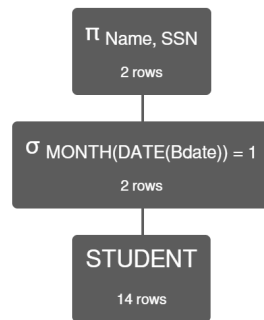 π Name, SSN
2 rows
σ MONTH(DATE(Bdate)) = 1
2 rows
STUDENT
14 rows